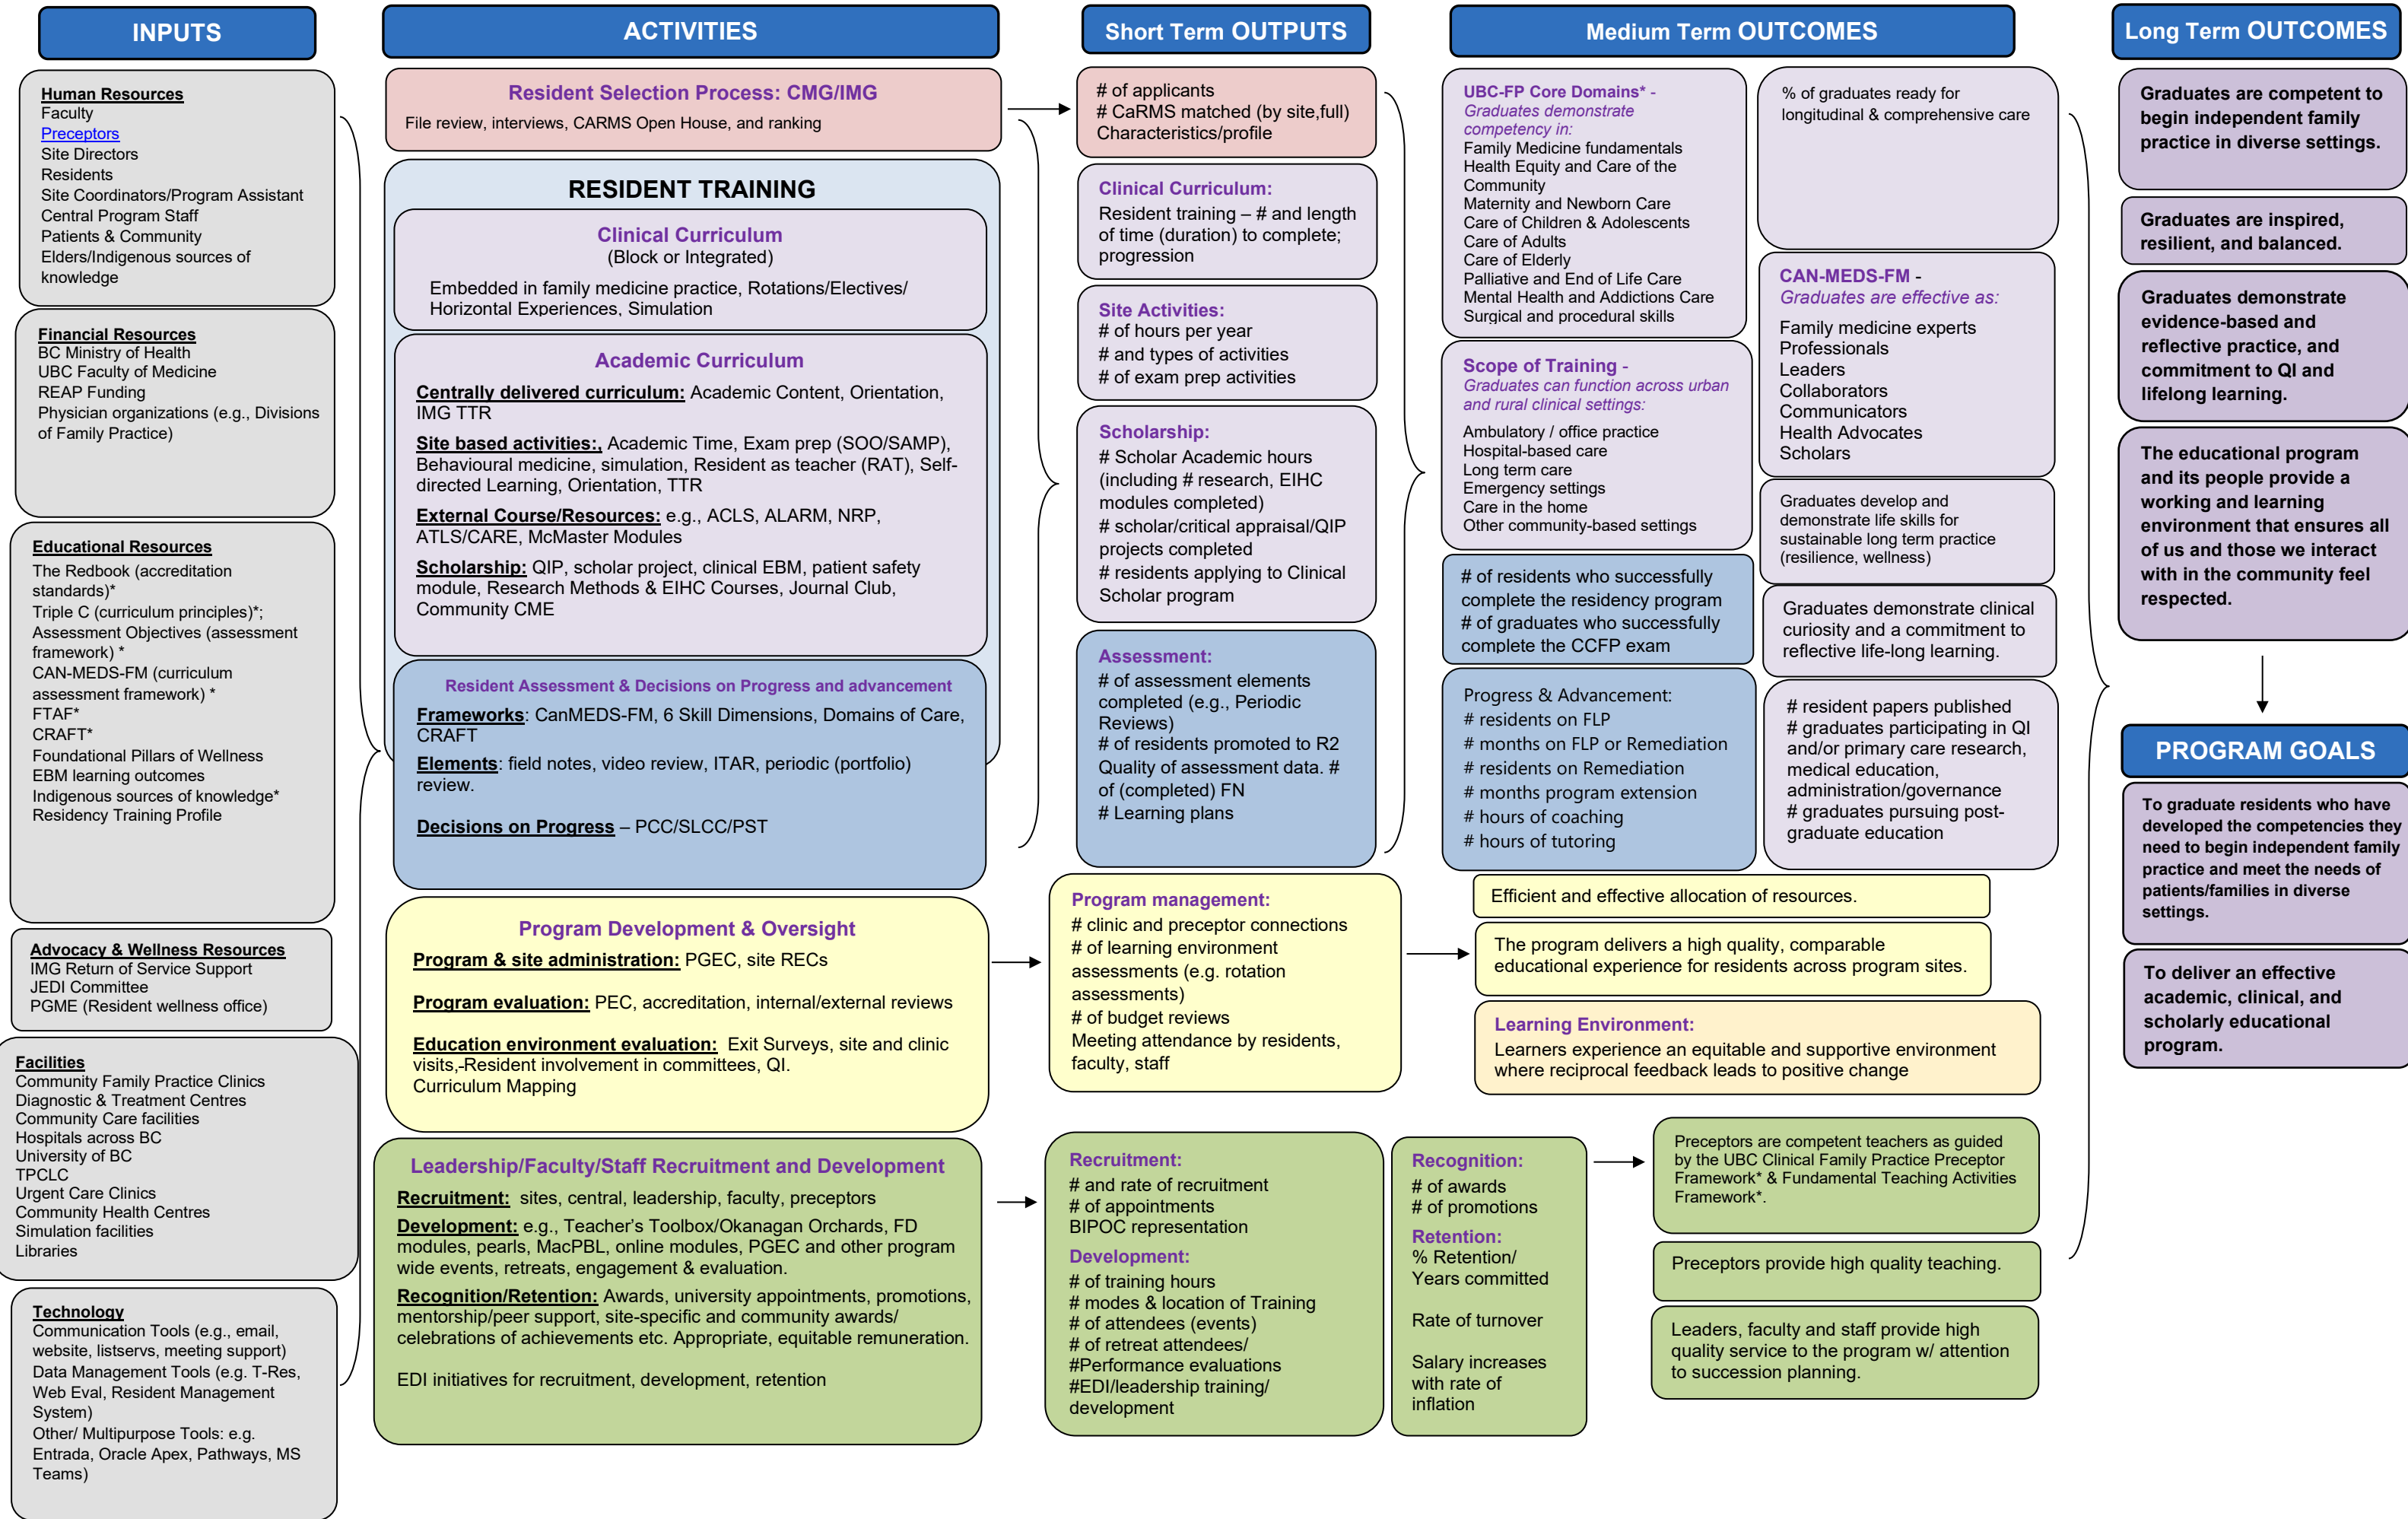 INPUTS
Human Resources
Faculty
Preceptors
Site Directors
Residents
Site Coordinators/Program Assistant
Central Program Staff
Patients & Community
Elders/Indigenous sources of
knowledge
Financial Resources
BC Ministry of Health
UBC Faculty of Medicine
REAP Funding
Physician organizations (e.g., Divisions
of Family Practice)
Educational Resources
The Redbook (accreditation
standards)*
Triple C (curriculum principles)*;
Assessment Objectives (assessment
framework) *
CAN-MEDS-FM (curriculum
assessment framework) *
FTAF*
CRAFT*
Foundational Pillars of Wellness
EBM learning outcomes
Indigenous sources of knowledge*
Residency Training Profile
Advocacy & Wellness Resources
IMG Return of Service Support
JEDI Committee
PGME (Resident wellness office)
Facilities
Community Family Practice Clinics
Diagnostic & Treatment Centres
Community Care facilities
Hospitals across BC
University of BC
TPCLC
Urgent Care Clinics
Community Health Centres
Simulation facilities
Libraries
Technology
Communication Tools (e.g., email,
website, listservs, meeting support)
Data Management Tools (e.g. T-Res,
Web Eval, Resident Management
System)
Other/ Multipurpose Tools: e.g.
Entrada, Oracle Apex, Pathways, MS
Teams)
ACTIVITIES
Resident Selection Process: CMG/IMG
File review, interviews, CARMS Open House, and ranking
RESIDENT TRAINING
Clinical Curriculum
(Block or Integrated)
Embedded in family medicine practice, Rotations/Electives/
Horizontal Experiences, Simulation
Academic Curriculum
Centrally delivered curriculum: Academic Content, Orientation,
IMG TTR
Site based activities:, Academic Time, Exam prep (SOO/SAMP),
Behavioural medicine, simulation, Resident as teacher (RAT), Self-
directed Learning, Orientation, TTR
External Course/Resources: e.g., ACLS, ALARM, NRP,
ATLS/CARE, McMaster Modules
Scholarship: QIP, scholar project, clinical EBM, patient safety
module, Research Methods & EIHC Courses, Journal Club,
Community CME
Resident Assessment & Decisions on Progress and advancement
Frameworks: CanMEDS-FM, 6 Skill Dimensions, Domains of Care,
CRAFT
Elements: field notes, video review, ITAR, periodic (portfolio)
review.
Decisions on Progress – PCC/SLCC/PST
Program Development & Oversight
Program & site administration: PGEC, site RECs
Program evaluation: PEC, accreditation, internal/external reviews
Education environment evaluation: Exit Surveys, site and clinic
visits,-Resident involvement in committees, QI.
Curriculum Mapping
Leadership/Faculty/Staff Recruitment and Development
Recruitment: sites, central, leadership, faculty, preceptors
Development: e.g., Teacher's Toolbox/Okanagan Orchards, FD
modules, pearls, MacPBL, online modules, PGEC and other program
wide events, retreats, engagement & evaluation.
Recognition/Retention: Awards, university appointments, promotions,
mentorship/peer support, site-specific and community awards/
celebrations of achievements etc. Appropriate, equitable remuneration.
EDI initiatives for recruitment, development, retention
Short Term OUTPUTS
# of applicants
# CaRMS matched (by site,full)
Characteristics/profile
Clinical Curriculum:
Resident training – # and length
of time (duration) to complete;
progression
Site Activities:
# of hours per year
# and types of activities
# of exam prep activities
Scholarship:
# Scholar Academic hours
(including # research, EIHC
modules completed)
# scholar/critical appraisal/QIP
projects completed
# residents applying to Clinical
Scholar program
Assessment:
# of assessment elements
completed (e.g., Periodic
Reviews)
# of residents promoted to R2
Quality of assessment data. #
of (completed) FN
# Learning plans
Program management:
# clinic and preceptor connections
# of learning environment
assessments (e.g. rotation
assessments)
# of budget reviews
Meeting attendance by residents,
faculty, staff
Recruitment:
# and rate of recruitment
# of appointments
BIPOC representation
Development:
# of training hours
# modes & location of Training
# of attendees (events)
# of retreat attendees/
#Performance evaluations
#EDI/leadership training/
development
Recognition:
# of awards
# of promotions
Retention:
% Retention/
Years committed
Rate of turnover
Salary increases
with rate of
inflation
Medium Term OUTCOMES
UBC-FP Core Domains* -
Graduates demonstrate
competency in:
Family Medicine fundamentals
Health Equity and Care of the
Community
Maternity and Newborn Care
Care of Children & Adolescents
Care of Adults
Care of Elderly
Palliative and End of Life Care
Mental Health and Addictions Care
Surgical and procedural skills
Scope of Training -
Graduates can function across urban
and rural clinical settings:
Ambulatory / office practice
Hospital-based care
Long term care
Emergency settings
Care in the home
Other community-based settings
# of residents who successfully
complete the residency program
# of graduates who successfully
complete the CCFP exam
Progress & Advancement:
# residents on FLP
# months on FLP or Remediation
# residents on Remediation
# months program extension
# hours of coaching
# hours of tutoring
% of graduates ready for
longitudinal & comprehensive care
CAN-MEDS-FM -
Graduates are effective as:
Family medicine experts
Professionals
Leaders
Collaborators
Communicators
Health Advocates
Scholars
Graduates develop and
demonstrate life skills for
sustainable long term practice
(resilience, wellness)
Graduates demonstrate clinical
curiosity and a commitment to
reflective life-long learning.
# resident papers published
# graduates participating in QI
and/or primary care research,
medical education,
administration/governance
# graduates pursuing post-
graduate education
Efficient and effective allocation of resources.
The program delivers a high quality, comparable
educational experience for residents across program sites.
Learning Environment:
Learners experience an equitable and supportive environment
where reciprocal feedback leads to positive change
Preceptors are competent teachers as guided
by the UBC Clinical Family Practice Preceptor
Framework* & Fundamental Teaching Activities
Framework*.
Preceptors provide high quality teaching.
Leaders, faculty and staff provide high
quality service to the program w/ attention
to succession planning.
Long Term OUTCOMES
Graduates are competent to
begin independent family
practice in diverse settings.
Graduates are inspired,
resilient, and balanced.
Graduates demonstrate
evidence-based and
reflective practice, and
commitment to QI and
lifelong learning.
The educational program
and its people provide a
working and learning
environment that ensures all
of us and those we interact
with in the community feel
respected.
PROGRAM GOALS
To graduate residents who have
developed the competencies they
need to begin independent family
practice and meet the needs of
patients/families in diverse
settings.
To deliver an effective
academic, clinical, and
scholarly educational
program.